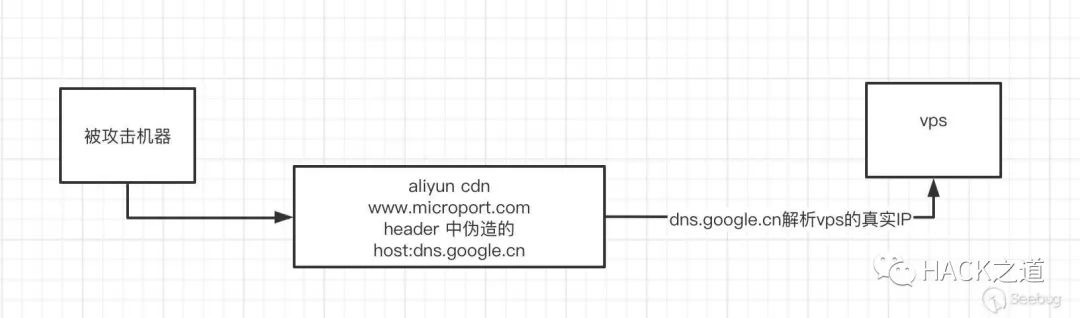 被攻击机器
aliyun cdn
www.microport.com
header 中伪造的
host:dns.google.cn
dns.google.cn解析vps的真实IP
vps
HACK之道
Seebug